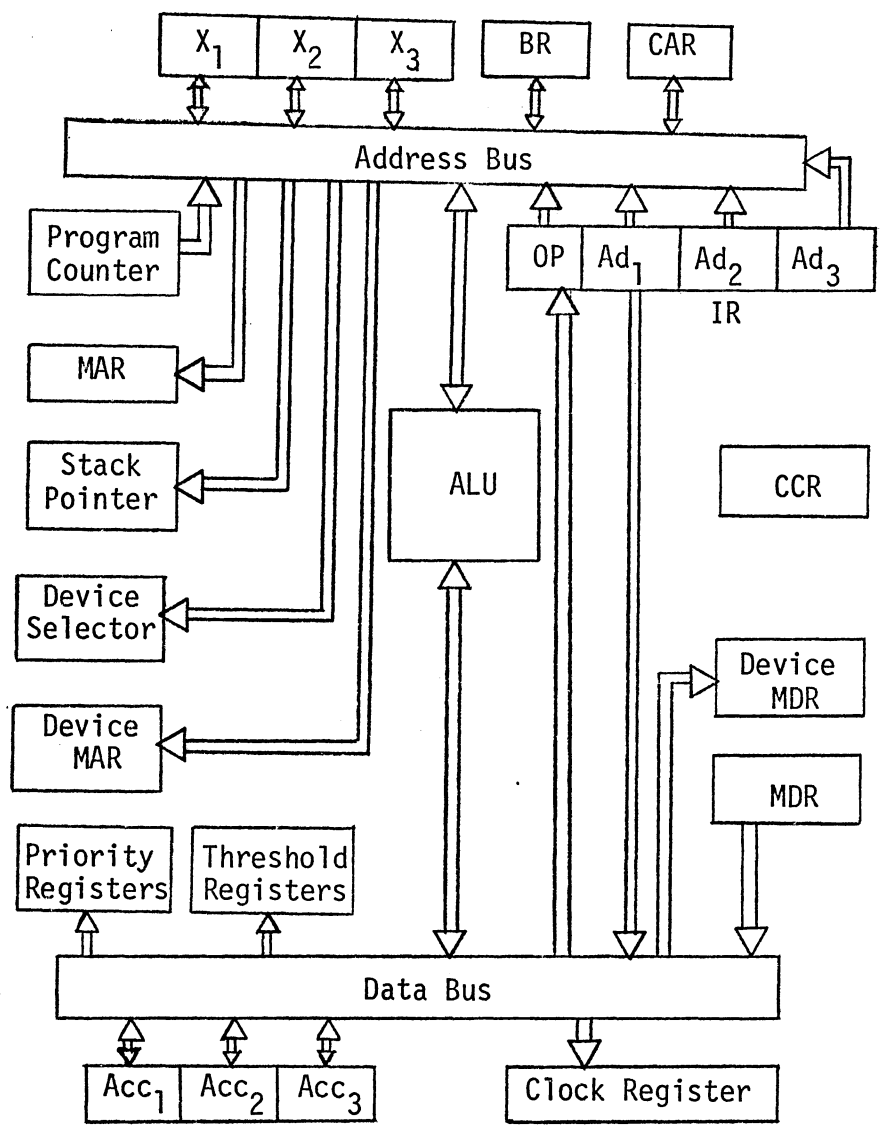 X1 X2 X3 BR CAR
Address Bus
Program
Counter
OP Ad1 Ad2 Ad3
IR
MAR
Stack
Pointer
ALU
CCR
Device
Selector
Device
MDR
Device
MAR
MDR
Priority
Registers
Threshold
Registers
Data Bus
Acc1 Acc2 Acc3
Clock Register